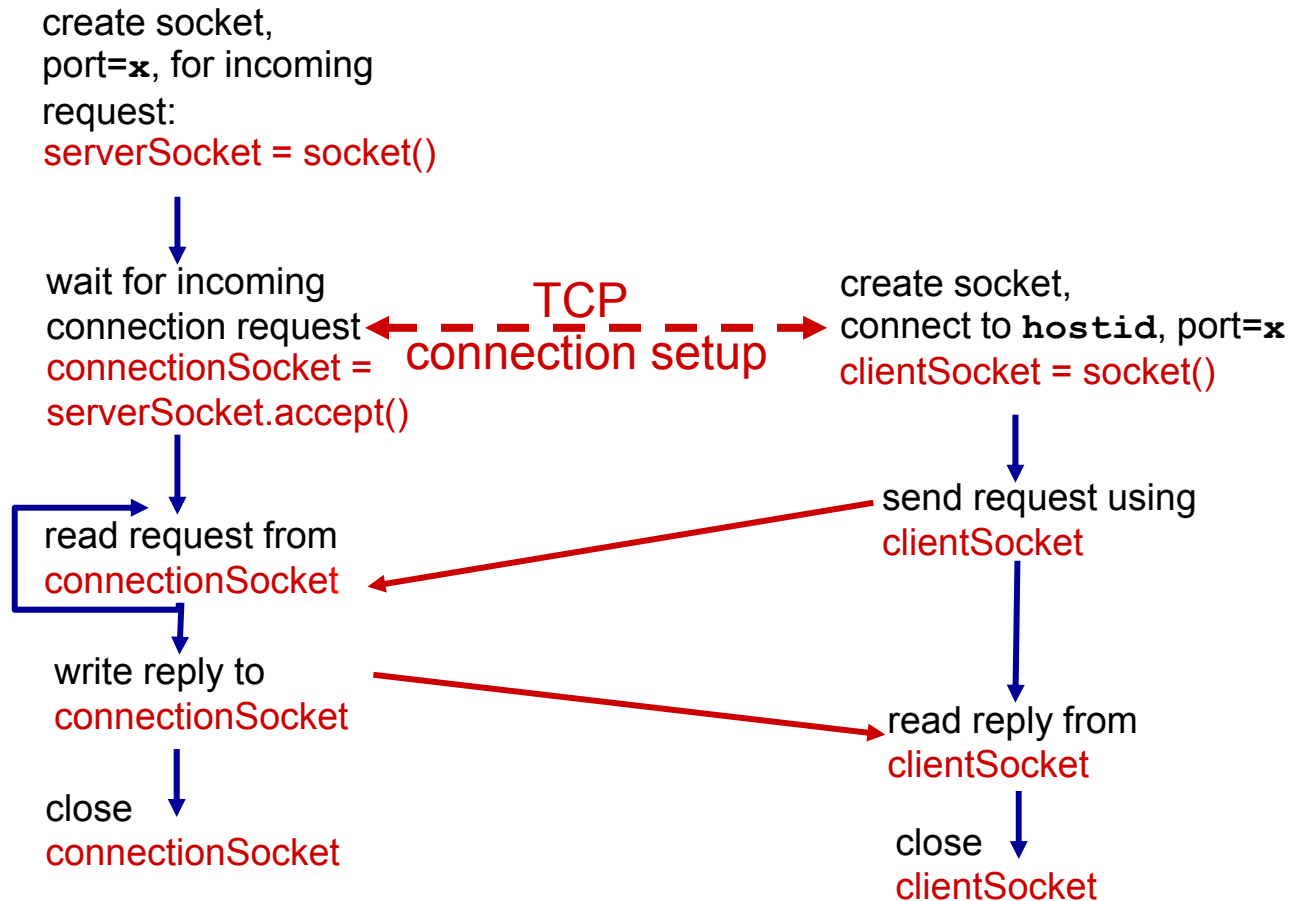 create socket,
port=x, for incoming
request:
serverSocket = socket()
wait for incoming
connection request
connectionSocket =
serverSocket.accept()
TCP
connection setup
create socket,
connect to hostid, port=x
clientSocket = socket()
send request using
clientSocket
read request from
connectionSocket
write reply to
connectionSocket
read reply from
clientSocket
close
connectionSocket
close
clientSocket